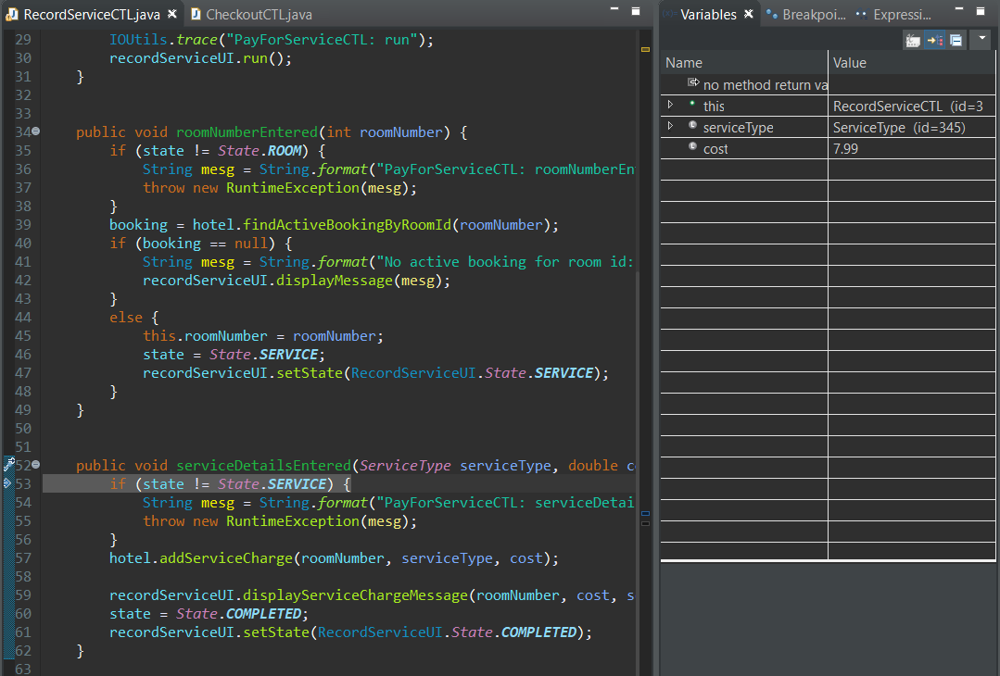 RecordServiceCTL.java
CheckoutCTL.java
29 IOUtils.trace("PayForServiceCTL: run");
30 recordServiceUI.run();
31 }
32
33
34 public void roomNumberEntered(int roomNumber) {
35 if (state != State.ROOM) {
36 String mesg = String.format("PayForServiceCTL: roomNumberEn
37 throw new RuntimeException(mesg);
38 }
39 booking = hotel.findActiveBookingByRoomId(roomNumber);
40 if (booking == null) {
41 String mesg = String.format("No active booking for room id:
42 recordServiceUI.displayMessage(mesg);
43 }
44 else {
45 this.roomNumber = roomNumber;
46 state = State.SERVICE;
47 recordServiceUI.setState(RecordServiceUI.State.SERVICE);
48 }
49 }
50
51
52 public void serviceDetailsEntered(ServiceType serviceType, double c
53 if (state != State.SERVICE) {
54 String mesg = String.format("PayForServiceCTL: serviceDetai
55 throw new RuntimeException(mesg);
56 }
57 hotel.addServiceCharge(roomNumber, serviceType, cost);
58
59 recordServiceUI.displayServiceChargeMessage(roomNumber, cost, s
60 state = State.COMPLETED;
61 recordServiceUI.setState(RecordServiceUI.State.COMPLETED);
62 }
63
Variables
Breakpoi...
Expressi...
Name Value
no method return va
this RecordServiceCTL (id=3
serviceType ServiceType (id=345)
cost 7.99